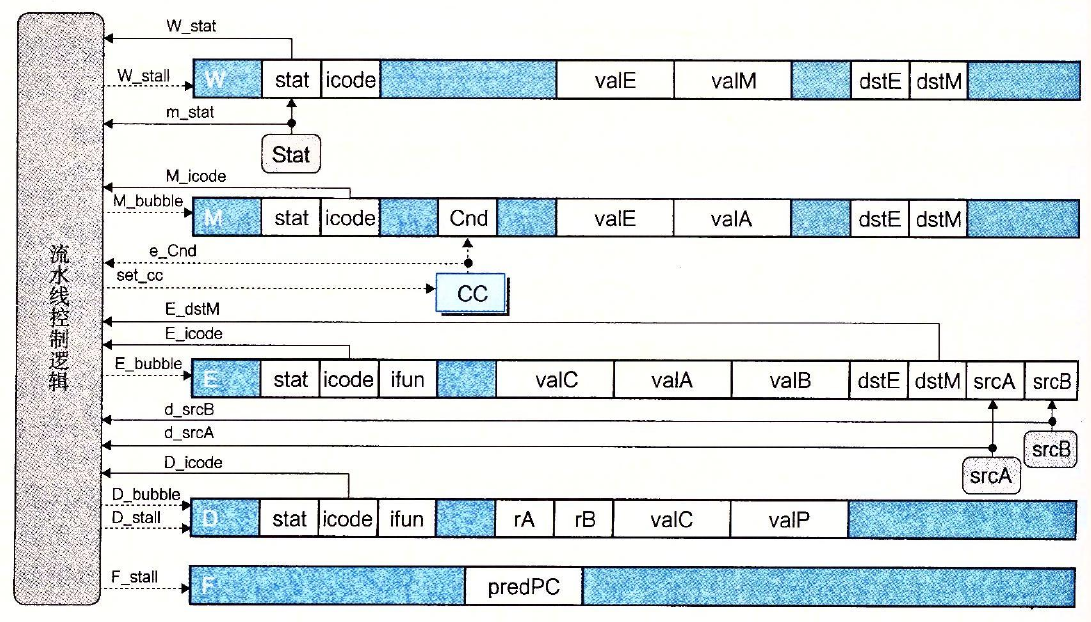 W_stat
W_stall
W stat icode valE valM dstE dstM
m_stat
Stat
M_icode
M_bubble
M stat icode Cnd valE valA dstE dstM
e_Cnd
set_cc
CC
流水线控制逻辑
E_dstM
E_icode
E_bubble
E stat icode ifun valC valA valB dstE dstM srcA srcB
d_srcB
d_srcA
srcB
srcA
D_icode
D_bubble
D_stall
D stat icode ifun rA rB valC valP
F_stall
F predPC